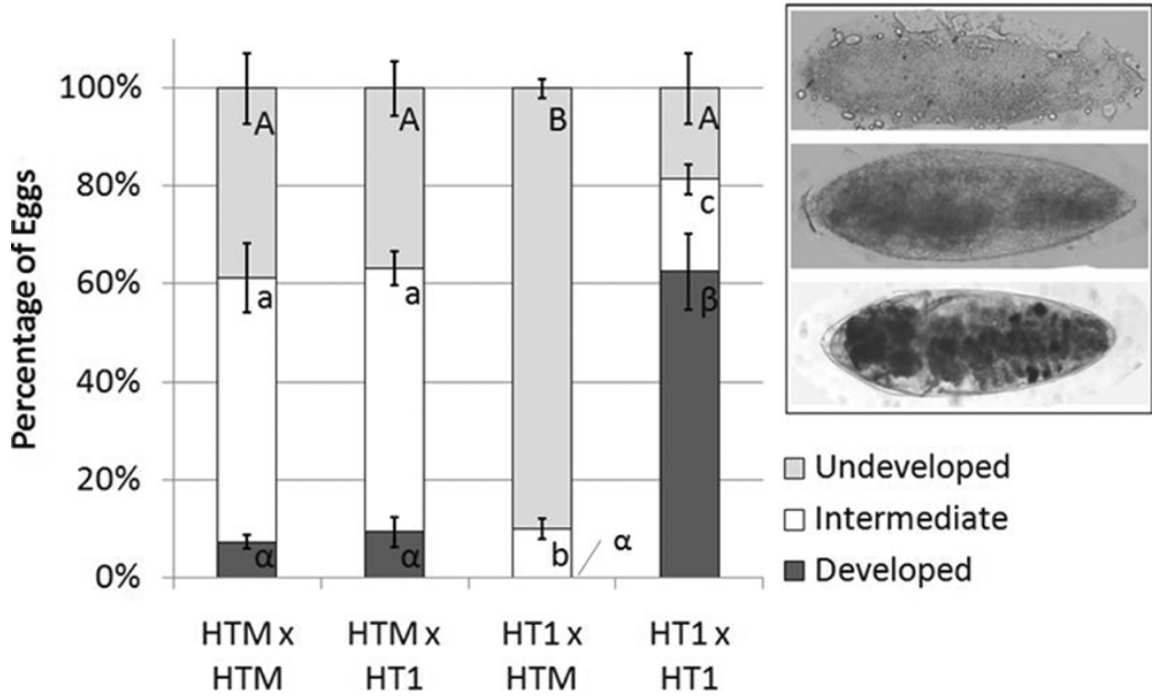 Percentage of Eggs
100%
80%
60%
40%
20%
0%
A
a
α
A
a
α
B
b
α
A
c
β
HTM x
HTM
HTM x
HT1
HT1 x
HTM
HT1 x
HT1
Undeveloped
Intermediate
Developed